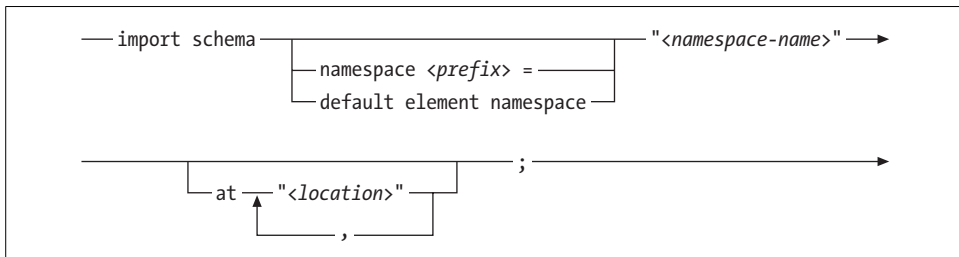 import schema "<namespace-name>"
namespace <prefix> =
default element namespace
;
at "<location>"
,